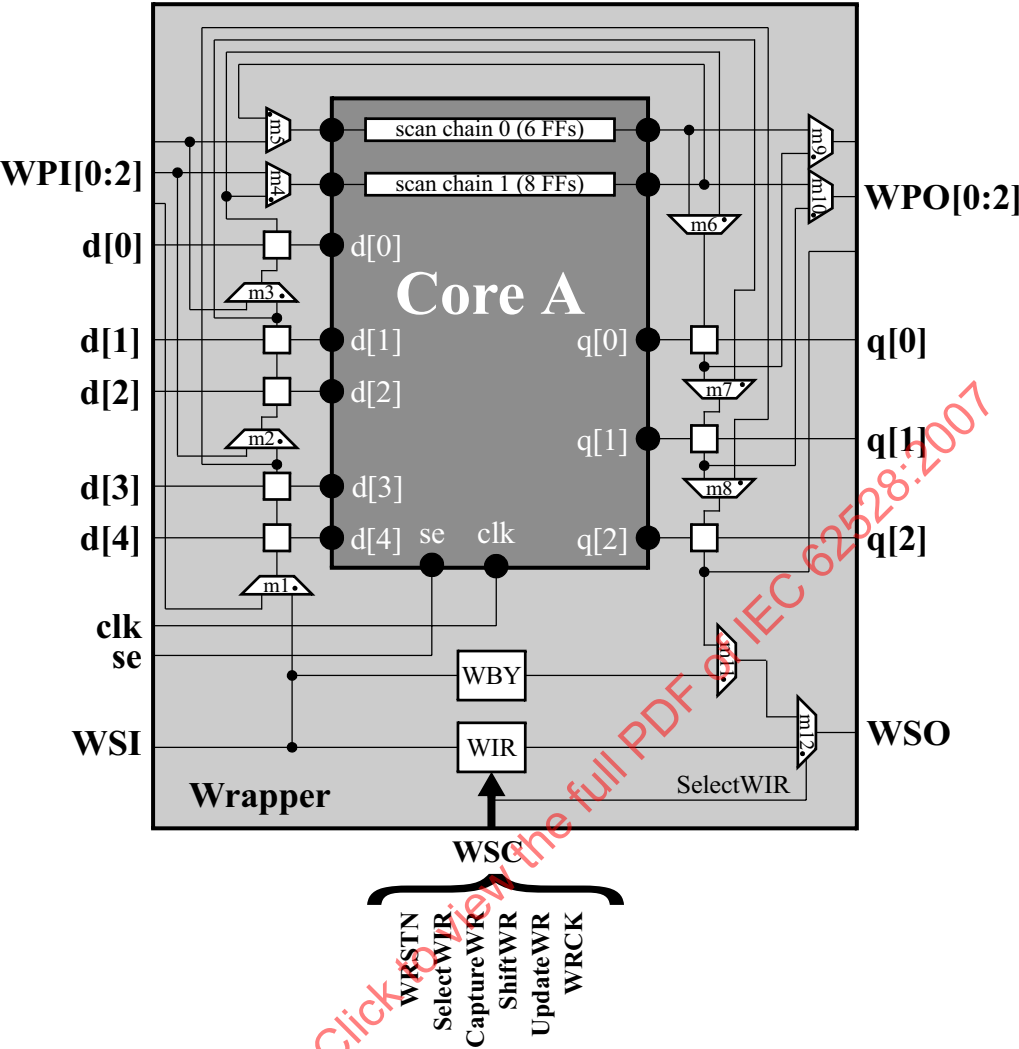 m5
scan chain 0 (6 FFs)
m9
WPI[0:2]
m4
scan chain 1 (8 FFs)
m10
WPO[0:2]
m6
d[0]
d[0]
Core A
m3
d[1]
d[1]
q[0]
q[0]
d[2]
d[2]
m7
m2
q[1]
q[1]
d[3]
d[3]
m8
d[4]
d[4]
se
clk
q[2]
q[2]
m1
clk
se
WBY
m11
WSI
WIR
m12
WSO
SelectWIR
Wrapper
WSC
WRSTN
SelectWIR
CaptureWR
ShiftWR
UpdateWR
WRCK
Click to view the full PDF of IEC 62528:2007